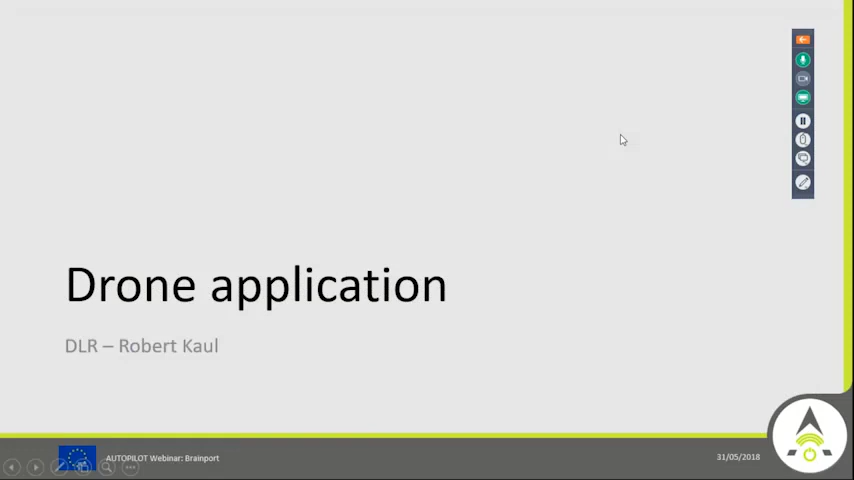 Drone application
DLR – Robert Kaul
AUTOPILOT Webinar: Brainport
31/05/2018